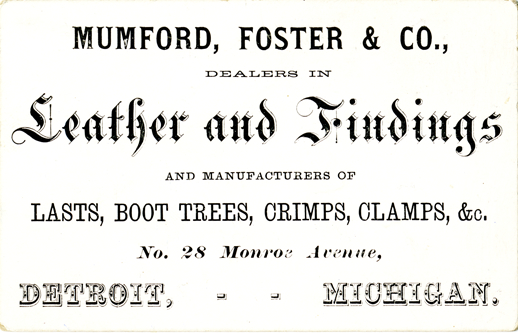 MUMFORD, FOSTER & CO.,
DEALERS IN
Leather and Findings
AND MANUFACTURERS OF
LASTS, BOOT TREES, CRIMPS, CLAMPS, &c.
No. 28 Monroe Avenue,
DETROIT, - - MICHIGAN.